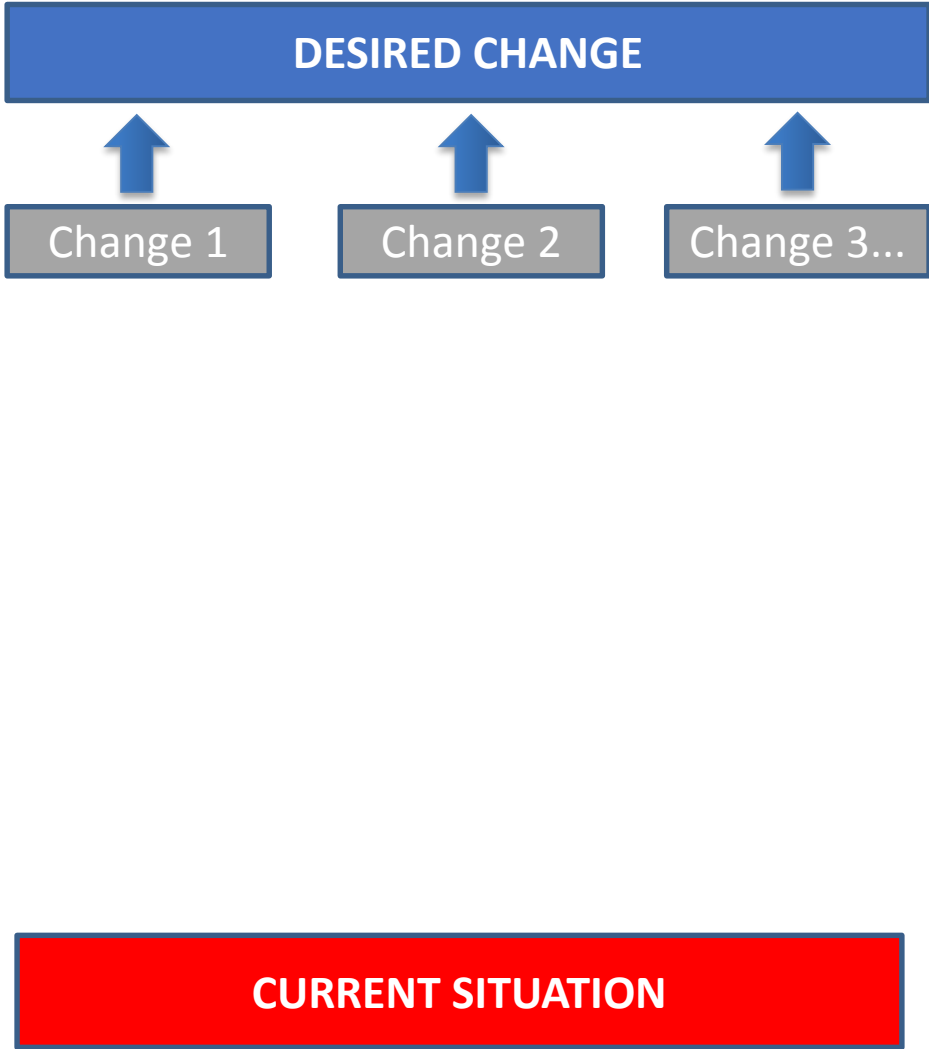 DESIRED CHANGE
Change 1
Change 2
Change 3...
CURRENT SITUATION